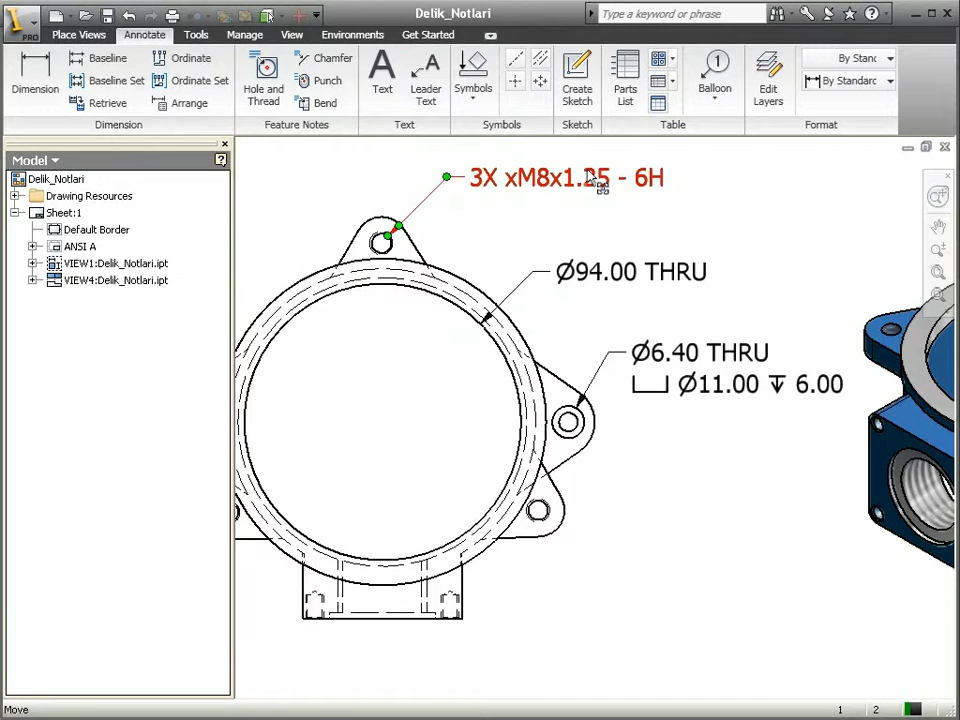 Delik_Notlari
Type a keyword or phrase
PRO
Place Views
Annotate
Tools
Manage
View
Environments
Get Started
Dimension
Baseline
Baseline Set
Retrieve
Ordinate
Ordinate Set
Arrange
Dimension
Hole and Thread
Chamfer
Punch
Bend
Feature Notes
Text
Leader Text
Text
Symbols
Symbols
Create Sketch
Sketch
Parts List
Balloon
Table
Edit Layers
By Stanc
By Standarc
Format
Model
Delik_Notlari
Drawing Resources
Sheet:1
Default Border
ANSI A
VIEW1:Delik_Notlari.ipt
VIEW4:Delik_Notlari.ipt
3X xM8x1.25 - 6H
Ø94.00 THRU
Ø6.40 THRU
⌴ Ø11.00 ↧ 6.00
Move
1
2